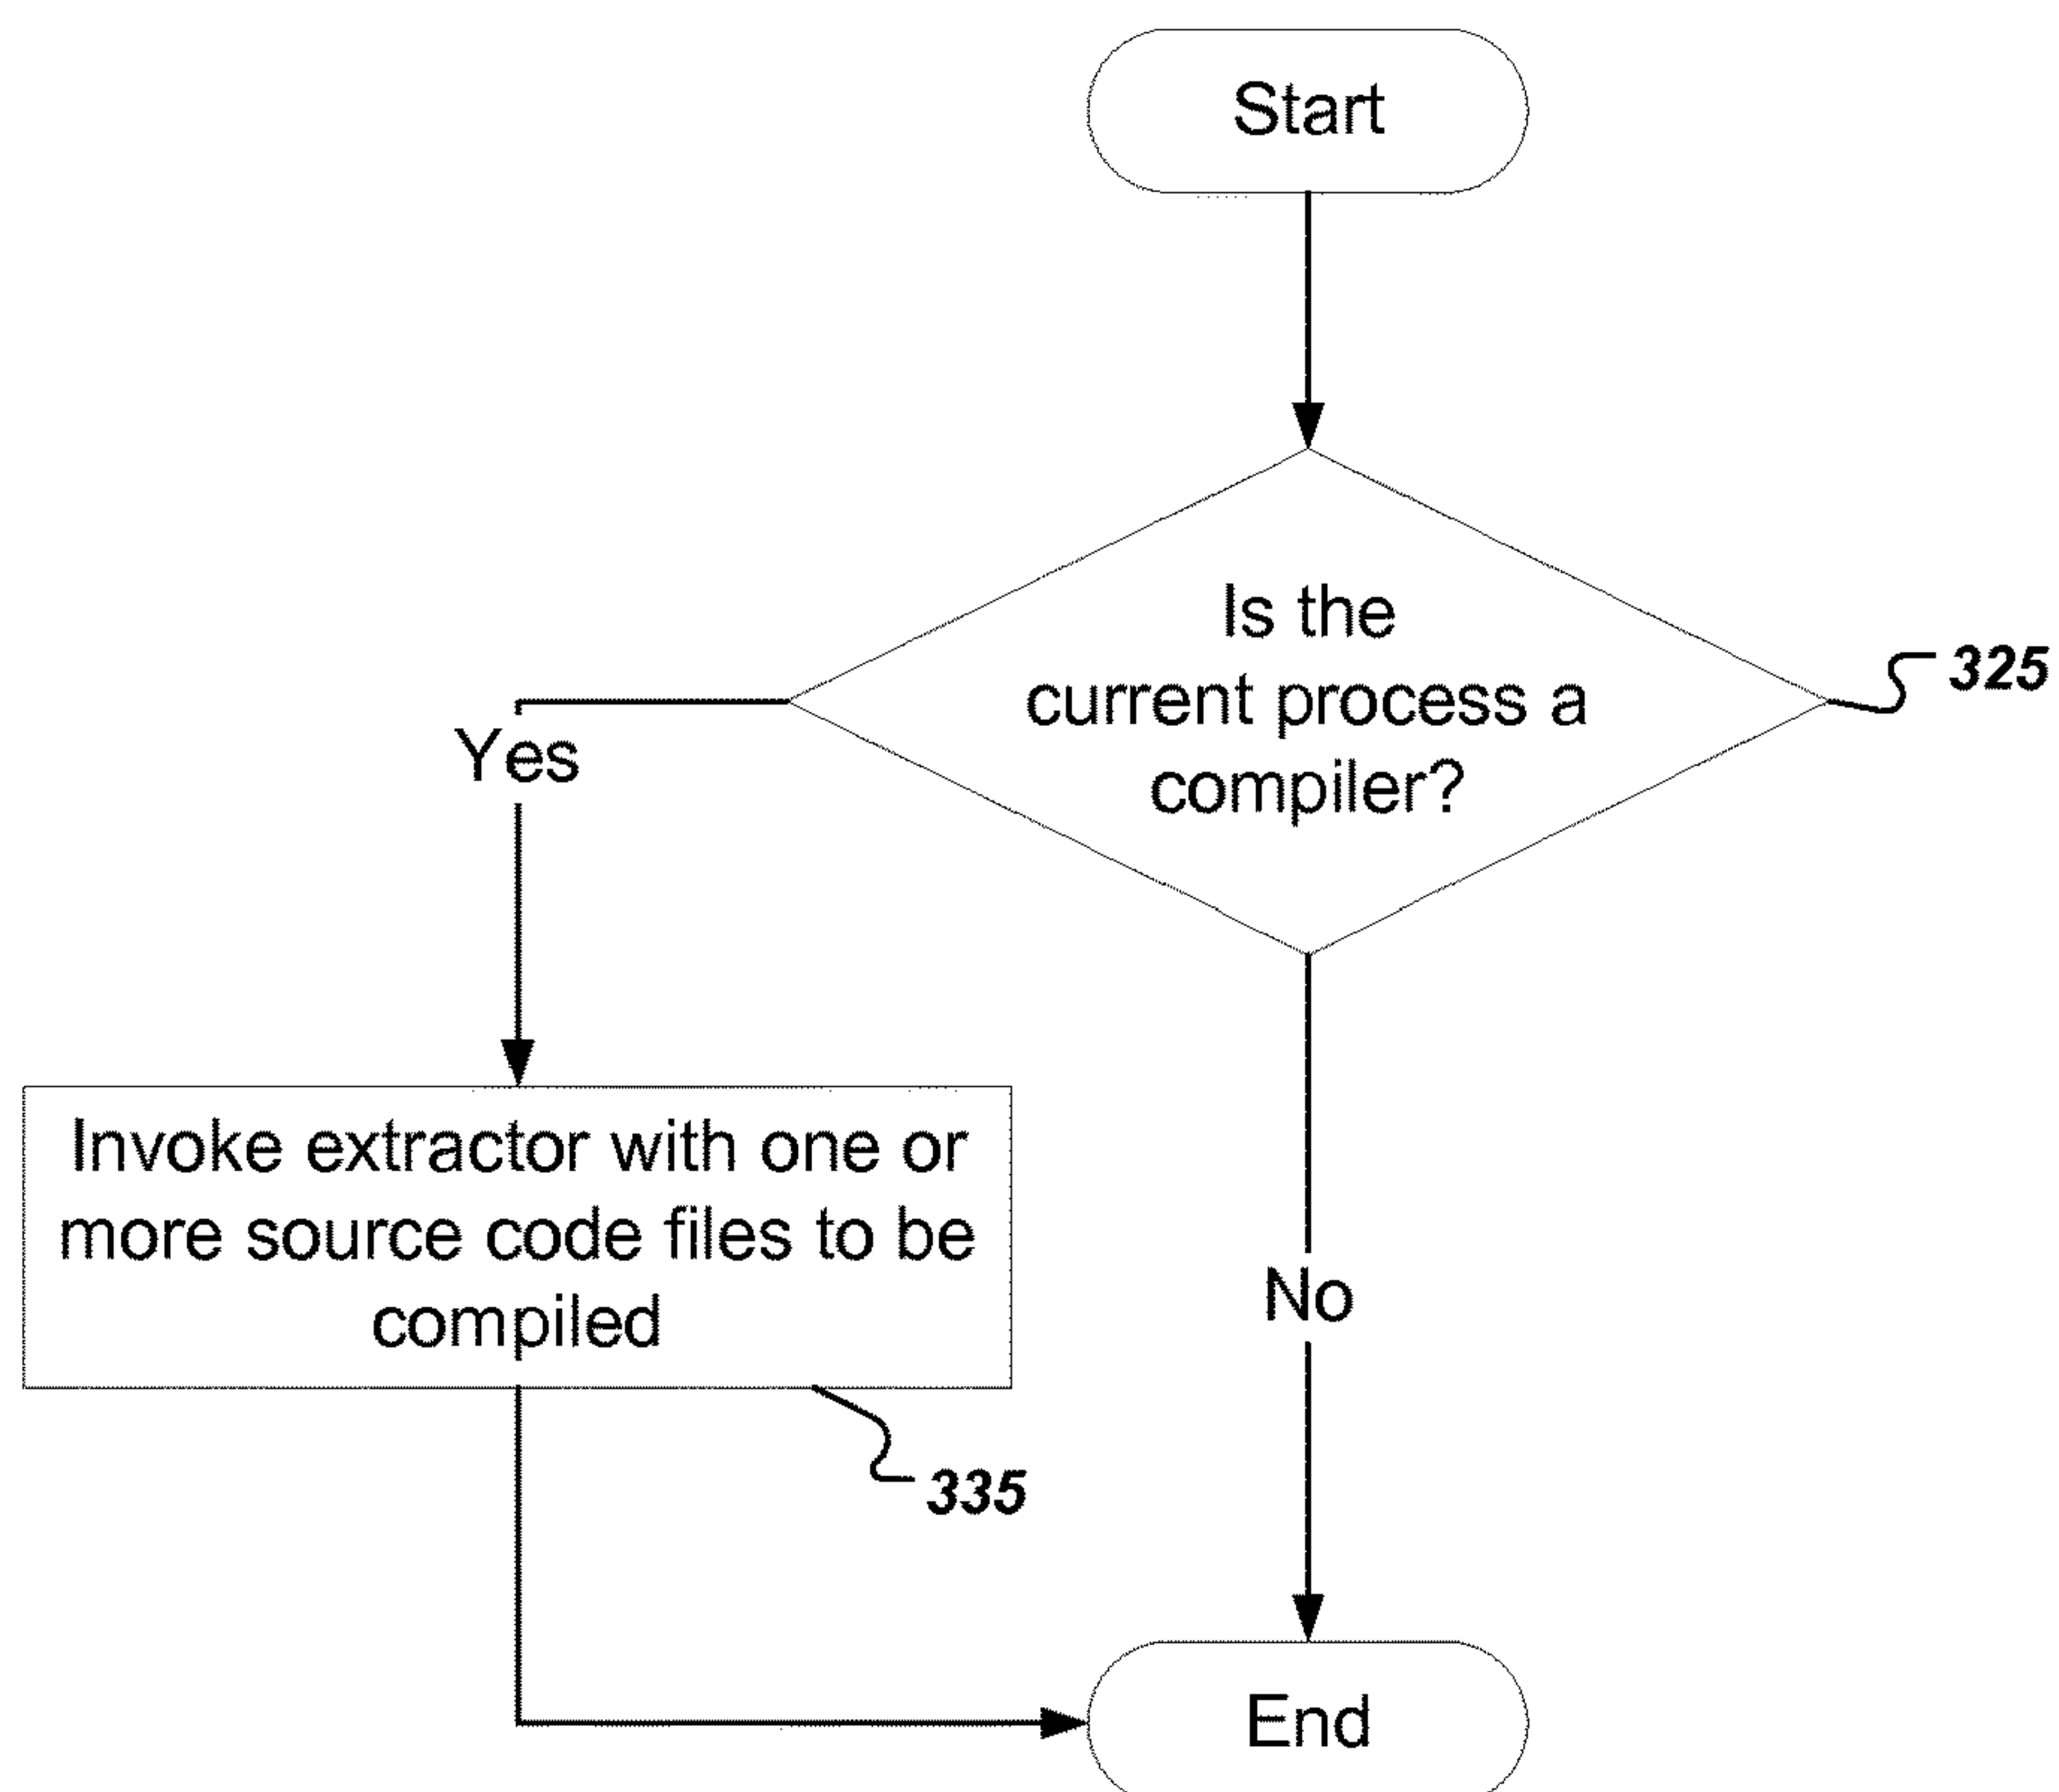 Start
Is the
current process a
compiler?
325
Yes
Invoke extractor with one or
more source code files to be
compiled
No
335
End